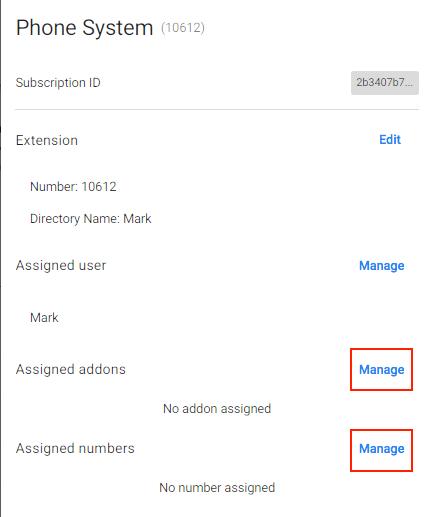 Phone System (10612)
Subscription ID 2b3407b7...
Extension Edit
Number: 10612
Directory Name: Mark
Assigned user Manage
Mark
Assigned addons Manage
No addon assigned
Assigned numbers Manage
No number assigned